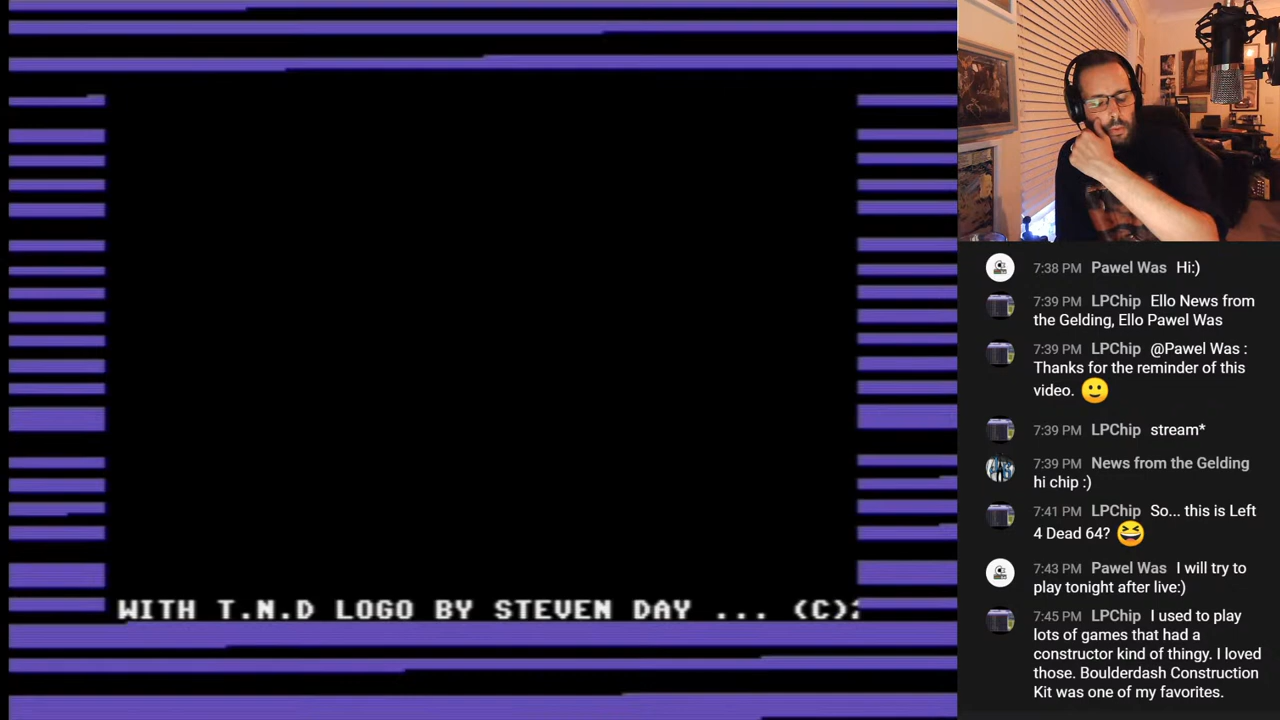 WITH T.N.D LOGO BY STEVEN DAY ... (C)
7:38 PM Pawel Was Hi:)
7:39 PM LPChip Ello News from
the Gelding, Ello Pawel Was
7:39 PM LPChip @Pawel Was :
Thanks for the reminder of this
video.
7:39 PM LPChip stream*
7:39 PM News from the Gelding
hi chip :)
7:41 PM LPChip So... this is Left
4 Dead 64?
7:43 PM Pawel Was I will try to
play tonight after live:)
7:45 PM LPChip I used to play
lots of games that had a
constructor kind of thingy. I loved
those. Boulderdash Construction
Kit was one of my favorites.